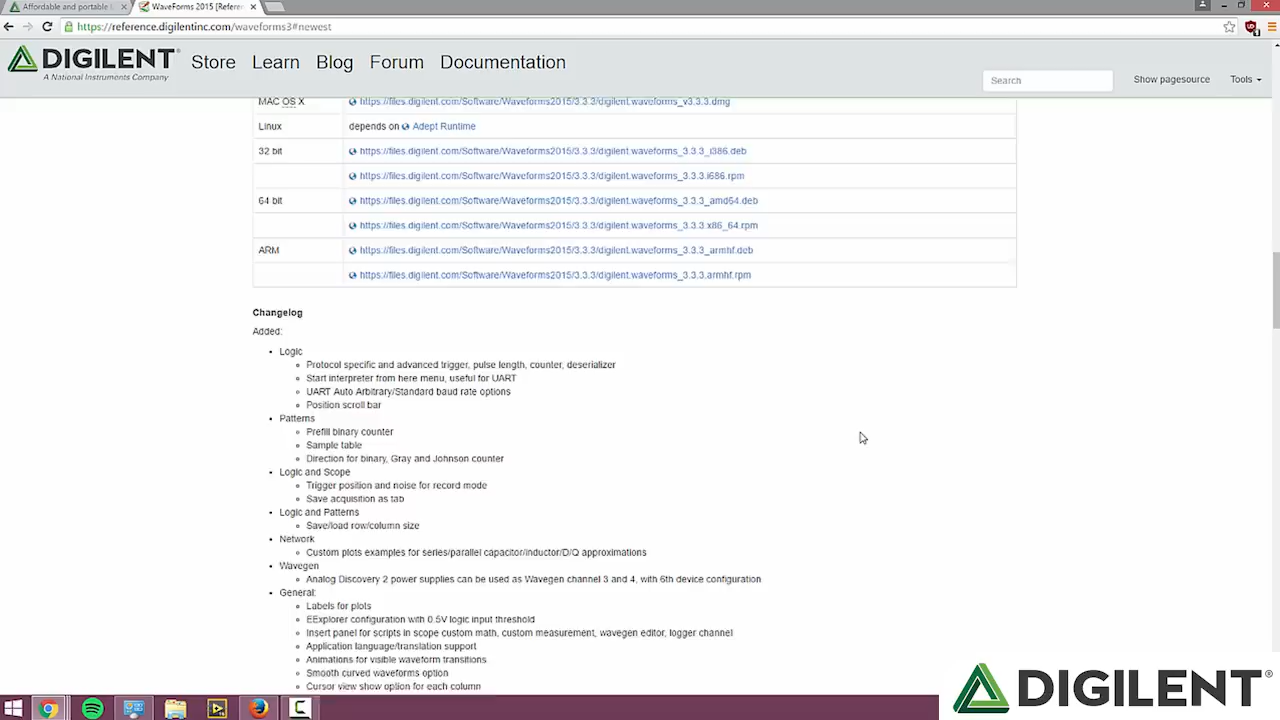 Affordable and portable
WaveForms 2015 [Referen
https://reference.digilentinc.com/waveforms3#newest
DIGILENT
A National Instruments Company
Store
Learn
Blog
Forum
Documentation
Search
Show pagesource
Tools
MAC OS X
https://files.digilent.com/Software/Waveforms2015/3.3.3/digilent.waveforms_v3.3.3.dmg
Linux
depends on Adept Runtime
32 bit
https://files.digilent.com/Software/Waveforms2015/3.3.3/digilent.waveforms_3.3.3_i386.deb
https://files.digilent.com/Software/Waveforms2015/3.3.3/digilent.waveforms_3.3.3.i686.rpm
64 bit
https://files.digilent.com/Software/Waveforms2015/3.3.3/digilent.waveforms_3.3.3_amd64.deb
https://files.digilent.com/Software/Waveforms2015/3.3.3/digilent.waveforms_3.3.3.x86_64.rpm
ARM
https://files.digilent.com/Software/Waveforms2015/3.3.3/digilent.waveforms_3.3.3_armhf.deb
https://files.digilent.com/Software/Waveforms2015/3.3.3/digilent.waveforms_3.3.3.armhf.rpm
Changelog
Added:
Logic
Protocol specific and advanced trigger, pulse length, counter, deserializer
Start interpreter from here menu, useful for UART
UART Auto Arbitrary/Standard baud rate options
Position scroll bar
Patterns
Prefill binary counter
Sample table
Direction for binary, Gray and Johnson counter
Logic and Scope
Trigger position and noise for record mode
Save acquisition as tab
Logic and Patterns
Save/load row/column size
Network
Custom plots examples for series/parallel capacitor/inductor/D/Q approximations
Wavegen
Analog Discovery 2 power supplies can be used as Wavegen channel 3 and 4, with 6th device configuration
General:
Labels for plots
EExplorer configuration with 0.5V logic input threshold
Insert panel for scripts in scope custom math, custom measurement, wavegen editor, logger channel
Application language/translation support
Animations for visible waveform transitions
Smooth curved waveforms option
Cursor view show option for each column
DIGILENT®